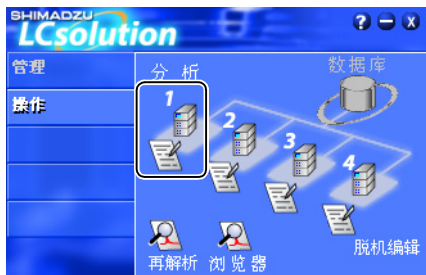 SHIMADZU
LCsolution
管理
操作
分 析
数据库
1
2
3
4
再解析
浏 览 器
脱机编辑